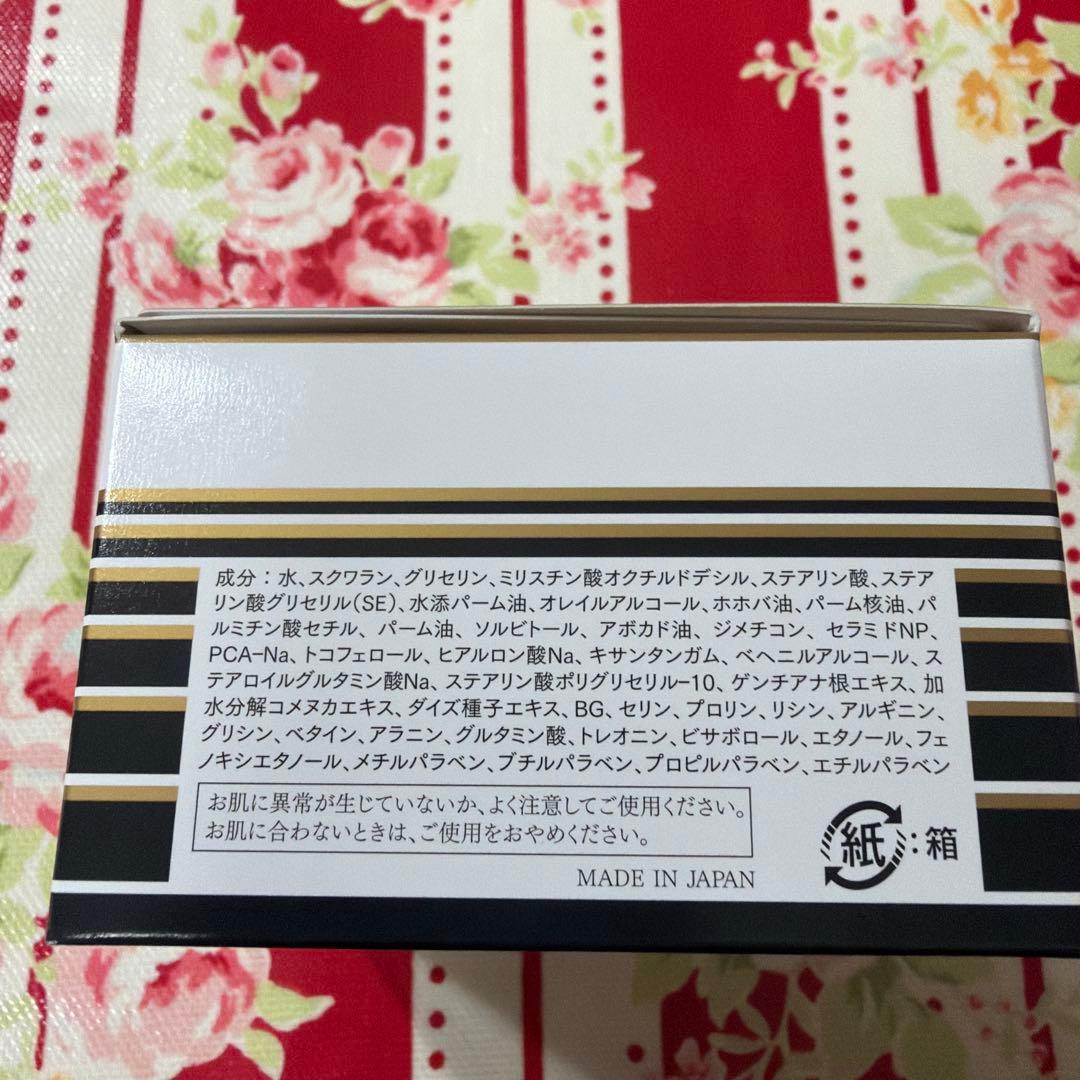 成分：水、スクワラン、グリセリン、ミリスチン酸オクチルドデシル、ステアリン酸、ステア
リン酸グリセリル（SE）、水添パーム油、オレイルアルコール、ホホバ油、パーム核油、パ
ルミチン酸セチル、パーム油、ソルビトール、アボカド油、ジメチコン、セラミドNP、
PCA-Na、トコフェロール、ヒアルロン酸Na、キサンタンガム、ベヘニルアルコール、ス
テアロイルグルタミン酸Na、ステアリン酸ポリグリセリル-10、ゲンチアナ根エキス、加
水分解コメヌカエキス、ダイズ種子エキス、BG、セリン、プロリン、リシン、アルギニン、
グリシン、ベタイン、アラニン、グルタミン酸、トレオニン、ビサボロール、エタノール、フェ
ノキシエタノール、メチルパラベン、ブチルパラベン、プロピルパラベン、エチルパラベン
お肌に異常が生じていないか、よく注意してご使用ください。
お肌に合わないときは、ご使用をおやめください。
紙：箱
MADE IN JAPAN